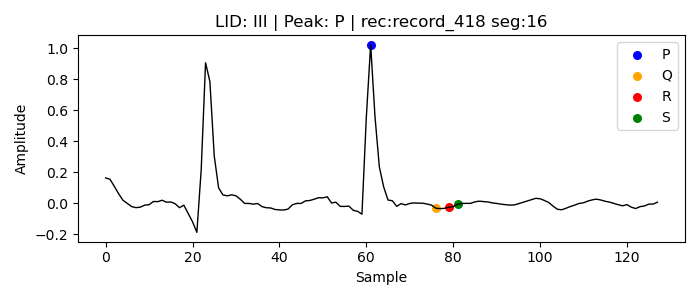 LID: III | Peak: P | rec:record_418 seg:16
Amplitude
1.0
0.8
0.6
0.4
0.2
0.0
−0.2
0 20 40 60 80 100 120
Sample
P
Q
R
S